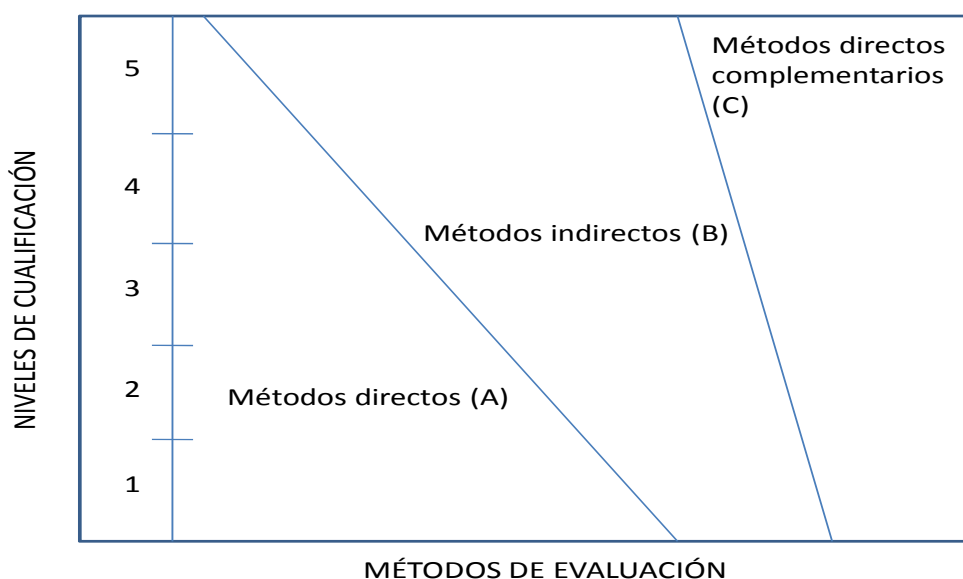 NIVELES DE CUALIFICACIÓN
5
4
3
2
1
Métodos directos
complementarios
(C)
Métodos indirectos (B)
Métodos directos (A)
MÉTODOS DE EVALUACIÓN